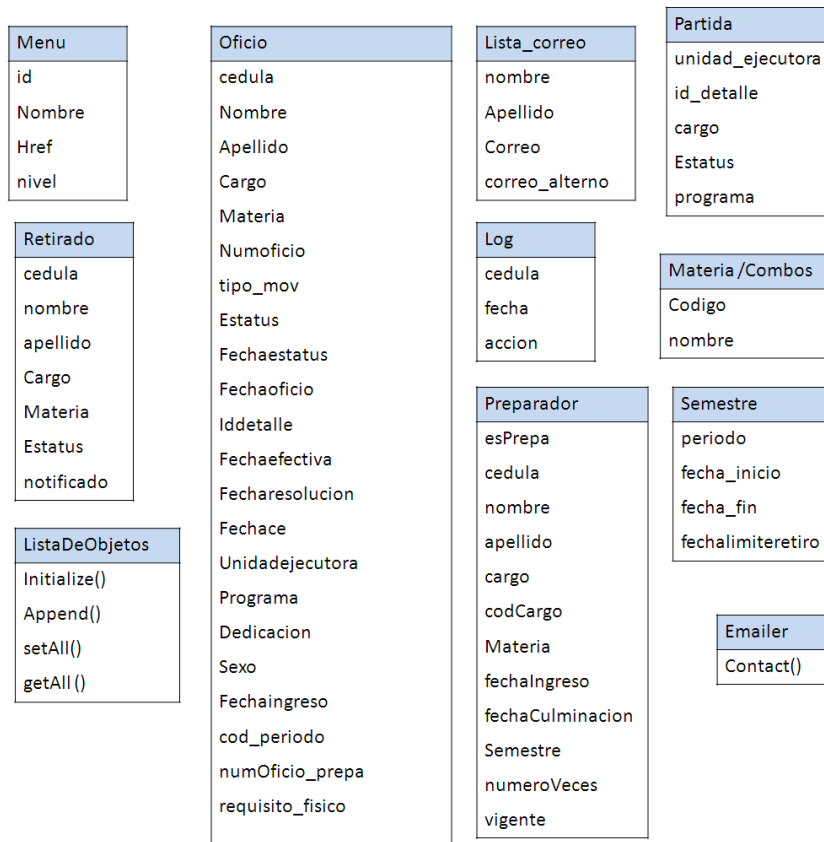 Menu
id
Nombre
Href
nivel
Retirado
cedula
nombre
apellido
Cargo
Materia
Estatus
notificado
ListaDeObjetos
Initialize()
Append()
setAll()
getAll()
Oficio
cedula
Nombre
Apellido
Cargo
Materia
Numoficio
tipo_mov
Estatus
Fechaestatus
Fechaoficio
Iddetalle
Fechaefectiva
Fecharesolucion
Fechace
Unidadejecutora
Programa
Dedicacion
Sexo
Fechaingreso
cod_periodo
numOficio_prepa
requisito_fisico
Lista_correo
nombre
Apellido
Correo
correo_alterno
Log
cedula
fecha
accion
Preparador
esPrepa
cedula
nombre
apellido
cargo
codCargo
Materia
fechaIngreso
fechaCulminacion
Semestre
numeroVeces
vigente
Partida
unidad_ejecutora
id_detalle
cargo
Estatus
programa
Materia/Combos
Codigo
nombre
Semestre
periodo
fecha_inicio
fecha_fin
fechalimiteretiro
Emailer
Contact()